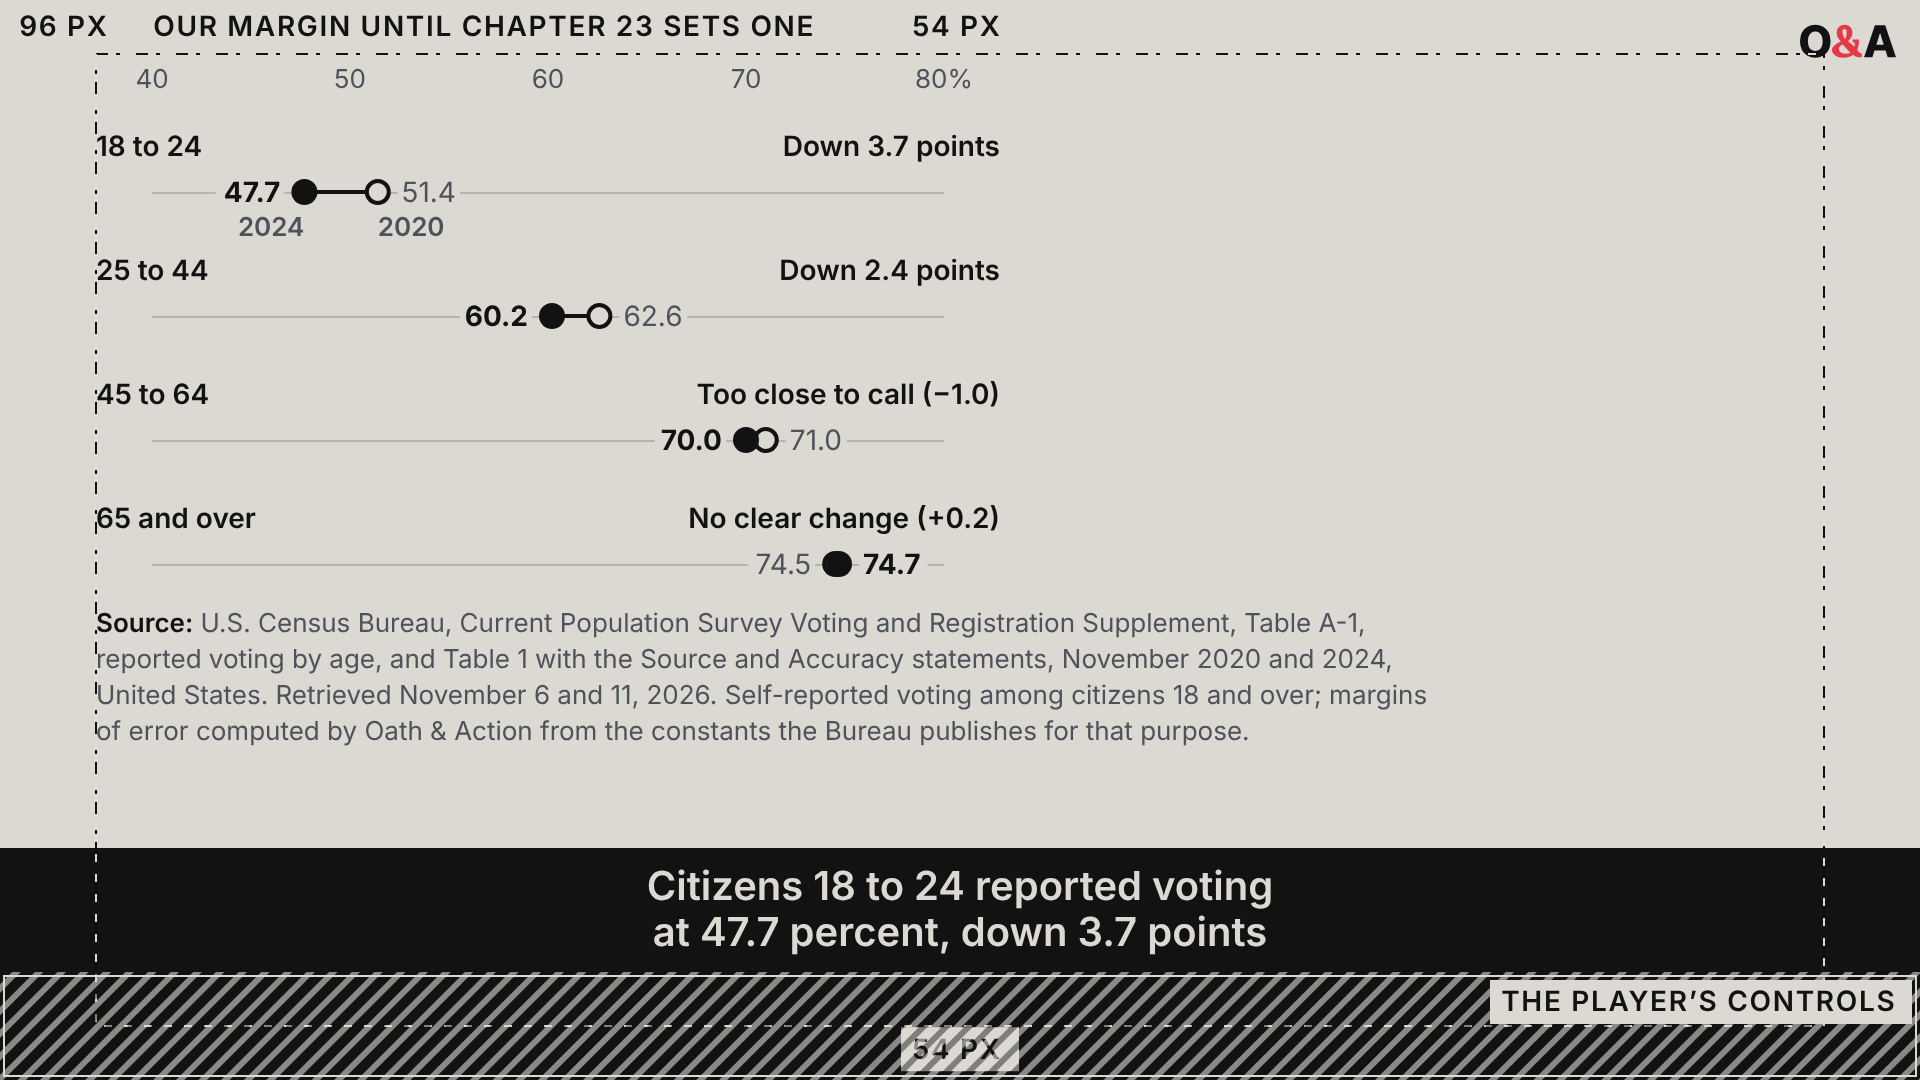 96 PX OUR MARGIN UNTIL CHAPTER 23 SETS ONE 54 PX
O&A
40 50 60 70 80%
18 to 24 Down 3.7 points
47.7 51.4
2024 2020
25 to 44 Down 2.4 points
60.2 62.6
45 to 64 Too close to call (−1.0)
70.0 71.0
65 and over No clear change (+0.2)
74.5 74.7
Source: U.S. Census Bureau, Current Population Survey Voting and Registration Supplement, Table A-1,
reported voting by age, and Table 1 with the Source and Accuracy statements, November 2020 and 2024,
United States. Retrieved November 6 and 11, 2026. Self-reported voting among citizens 18 and over; margins
of error computed by Oath & Action from the constants the Bureau publishes for that purpose.
Citizens 18 to 24 reported voting
at 47.7 percent, down 3.7 points
THE PLAYER’S CONTROLS
54 PX